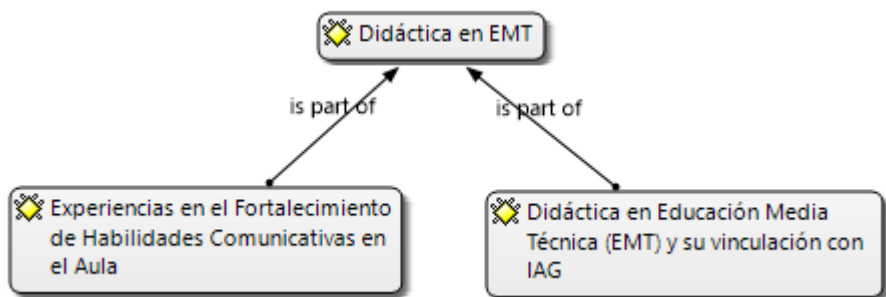 Didáctica en EMT
is part of
is part of
Experiencias en el Fortalecimiento
de Habilidades Comunicativas en
el Aula
Didáctica en Educación Media
Técnica (EMT) y su vinculación con
IAG